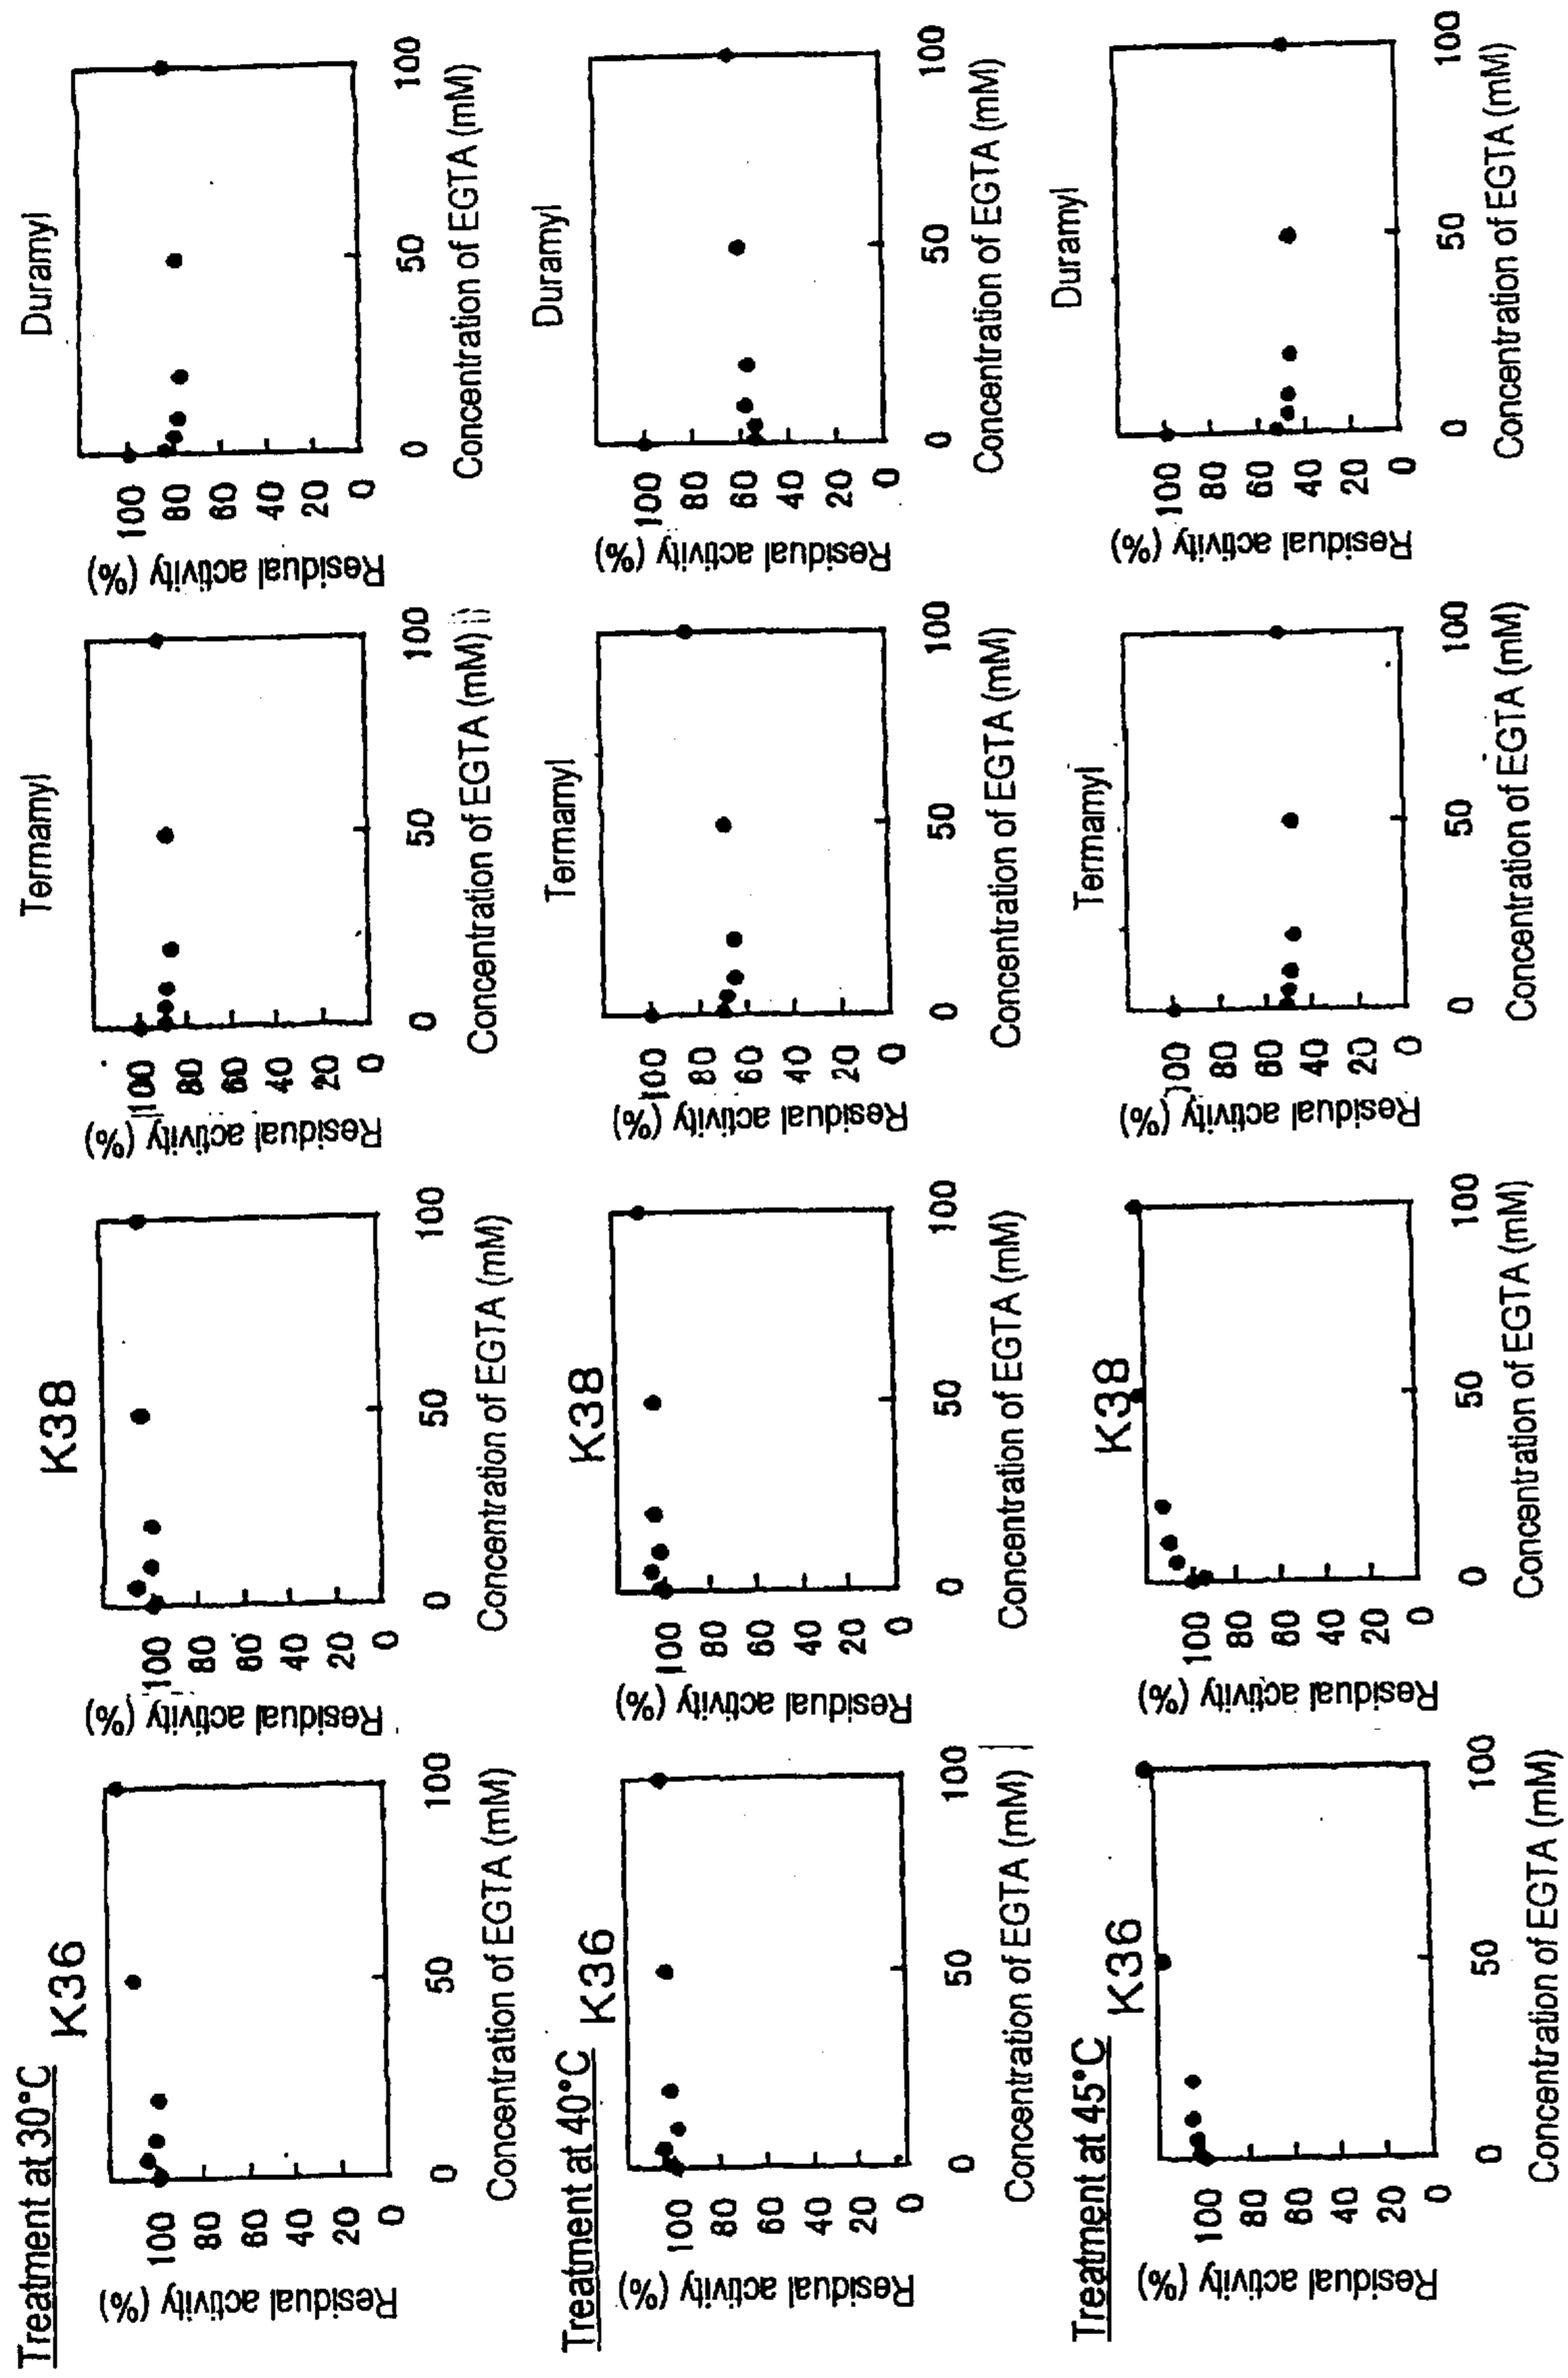 Treatment at 30°C
K36
Residual activity (%)
100
80
60
40
20
0
0 50 100
Concentration of EGTA (mM)
K38
Residual activity (%)
100
80
60
40
20
0
0 50 100
Concentration of EGTA (mM)
Termamyl
Residual activity (%)
100
80
60
40
20
0
0 50 100
Concentration of EGTA (mM)
Duramyl
Residual activity (%)
100
80
60
40
20
0
0 50 100
Concentration of EGTA (mM)
Treatment at 40°C
K36
Residual activity (%)
100
80
60
40
20
0
0 50 100
Concentration of EGTA (mM)
K38
Residual activity (%)
100
80
60
40
20
0
0 50 100
Concentration of EGTA (mM)
Termamyl
Residual activity (%)
100
80
60
40
20
0
0 50 100
Concentration of EGTA (mM)
Duramyl
Residual activity (%)
100
80
60
40
20
0
0 50 100
Concentration of EGTA (mM)
Treatment at 45°C
K36
Residual activity (%)
100
80
60
40
20
0
0 50 100
Concentration of EGTA (mM)
K38
Residual activity (%)
100
80
60
40
20
0
0 50 100
Concentration of EGTA (mM)
Termamyl
Residual activity (%)
100
80
60
40
20
0
0 50 100
Concentration of EGTA (mM)
Duramyl
Residual activity (%)
100
80
60
40
20
0
0 50 100
Concentration of EGTA (mM)